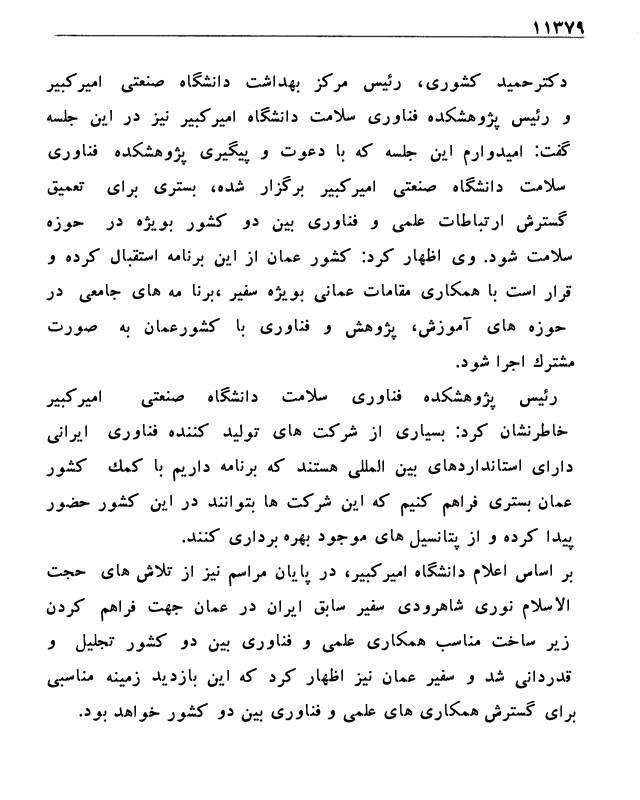 ۱۱۳۷۹
دکترحمید کشوری، رئیس مرکز بهداشت دانشگاه صنعتی امیرکبیر
و رئیس پژوهشکده فناوری سلامت دانشگاه امیرکبیر نیز در این جلسه
گفت: امیدوارم این جلسه که با دعوت و پیگیری پژوهشکده فناوری
سلامت دانشگاه صنعتی امیرکبیر برگزار شده، بستری برای تعمیق
گسترش ارتباطات علمی و فناوری بین دو کشور بویژه در حوزه
سلامت شود. وی اظهار کرد: کشور عمان از این برنامه استقبال کرده و
قرار است با همکاری مقامات عمانی بویژه سفیر ،برنا مه های جامعی در
حوزه های آموزش، پژوهش و فناوری با کشورعمان به صورت
مشترك اجرا شود.
رئیس پژوهشکده فناوری سلامت دانشگاه صنعتی امیرکبیر
خاطرنشان کرد: بسیاری از شرکت های تولید کننده فناوری ایرانی
دارای استانداردهای بین المللی هستند که برنامه داریم با کمك کشور
عمان بستری فراهم کنیم که این شرکت ها بتوانند در این کشور حضور
پیدا کرده و از پتانسیل های موجود بهره برداری کنند.
بر اساس اعلام دانشگاه امیرکبیر، در پایان مراسم نیز از تلاش های حجت
الاسلام نوری شاهرودی سفیر سابق ایران در عمان جهت فراهم کردن
زیر ساخت مناسب همکاری علمی و فناوری بین دو کشور تجلیل و
قدردانی شد و سفیر عمان نیز اظهار کرد که این بازدید زمینه مناسبی
برای گسترش همکاری های علمی و فناوری بین دو کشور خواهد بود.